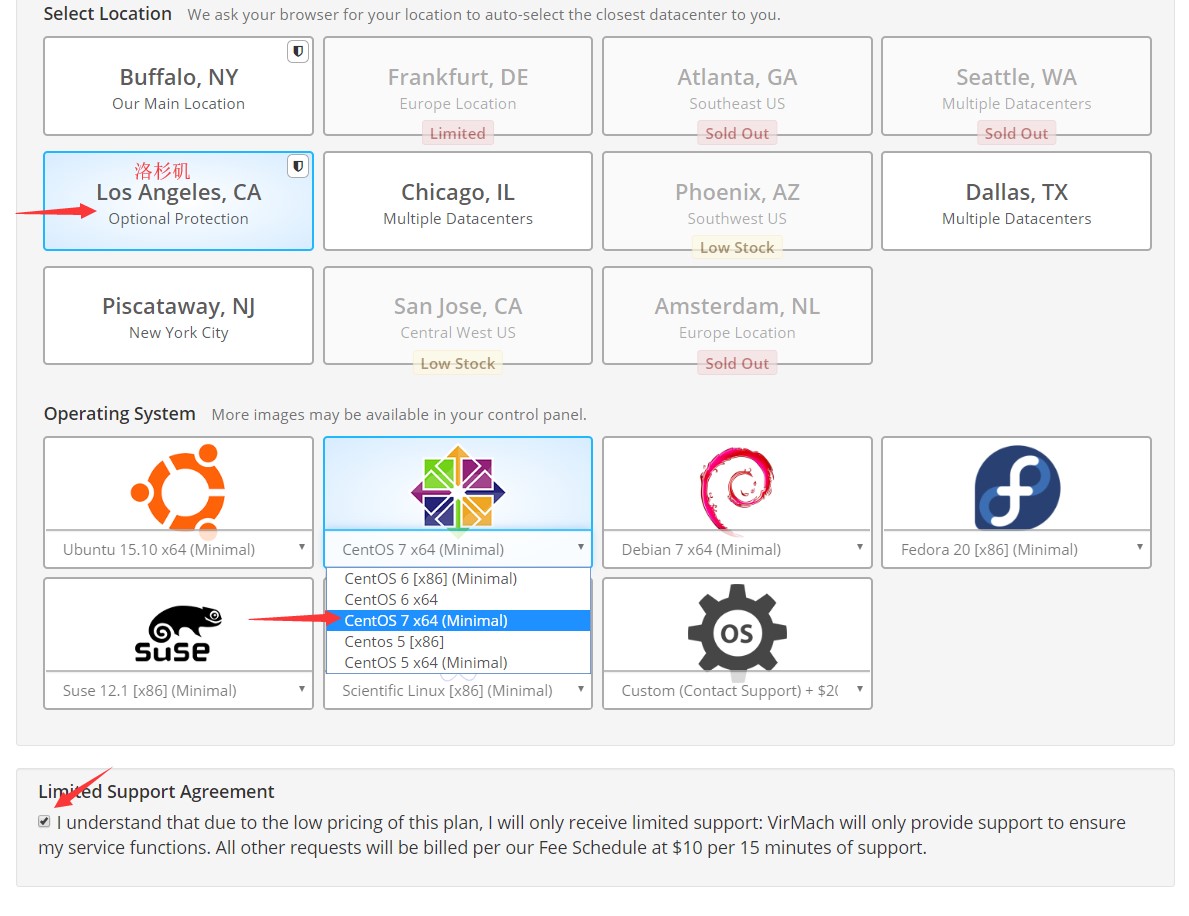 Select Location We ask your browser for your location to auto-select the closest datacenter to you.
Buffalo, NY
Our Main Location
Frankfurt, DE
Europe Location
Limited
Atlanta, GA
Southeast US
Sold Out
Seattle, WA
Multiple Datacenters
Sold Out
洛杉矶
Los Angeles, CA
Optional Protection
Chicago, IL
Multiple Datacenters
Phoenix, AZ
Southwest US
Low Stock
Dallas, TX
Multiple Datacenters
Piscataway, NJ
New York City
San Jose, CA
Central West US
Low Stock
Amsterdam, NL
Europe Location
Sold Out
Operating System More images may be available in your control panel.
Ubuntu 15.10 x64 (Minimal)
CentOS 7 x64 (Minimal)
Debian 7 x64 (Minimal)
Fedora 20 [x86] (Minimal)
CentOS 6 [x86] (Minimal)
CentOS 6 x64
CentOS 7 x64 (Minimal)
Centos 5 [x86]
CentOS 5 x64 (Minimal)
SUSE
OS
Suse 12.1 [x86] (Minimal)
Scientific Linux [x86] (Minimal)
Custom (Contact Support) + $20
Limited Support Agreement
I understand that due to the low pricing of this plan, I will only receive limited support: VirMach will only provide support to ensure
my service functions. All other requests will be billed per our Fee Schedule at $10 per 15 minutes of support.